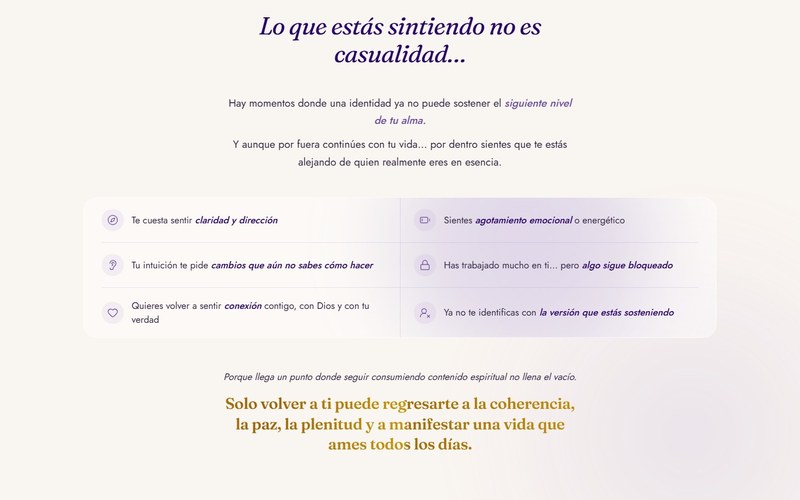 Lo que estás sintiendo no es
casualidad...
Hay momentos donde una identidad ya no puede sostener el siguiente nivel
de tu alma.
Y aunque por fuera continúes con tu vida... por dentro sientes que te estás
alejando de quien realmente eres en esencia.
Te cuesta sentir claridad y dirección
Sientes agotamiento emocional o energético
Tu intuición te pide cambios que aún no sabes cómo hacer
Has trabajado mucho en ti... pero algo sigue bloqueado
Quieres volver a sentir conexión contigo, con Dios y con tu
verdad
Ya no te identificas con la versión que estás sosteniendo
Porque llega un punto donde seguir consumiendo contenido espiritual no llena el vacío.
Solo volver a ti puede regresarte a la coherencia,
la paz, la plenitud y a manifestar una vida que
ames todos los días.